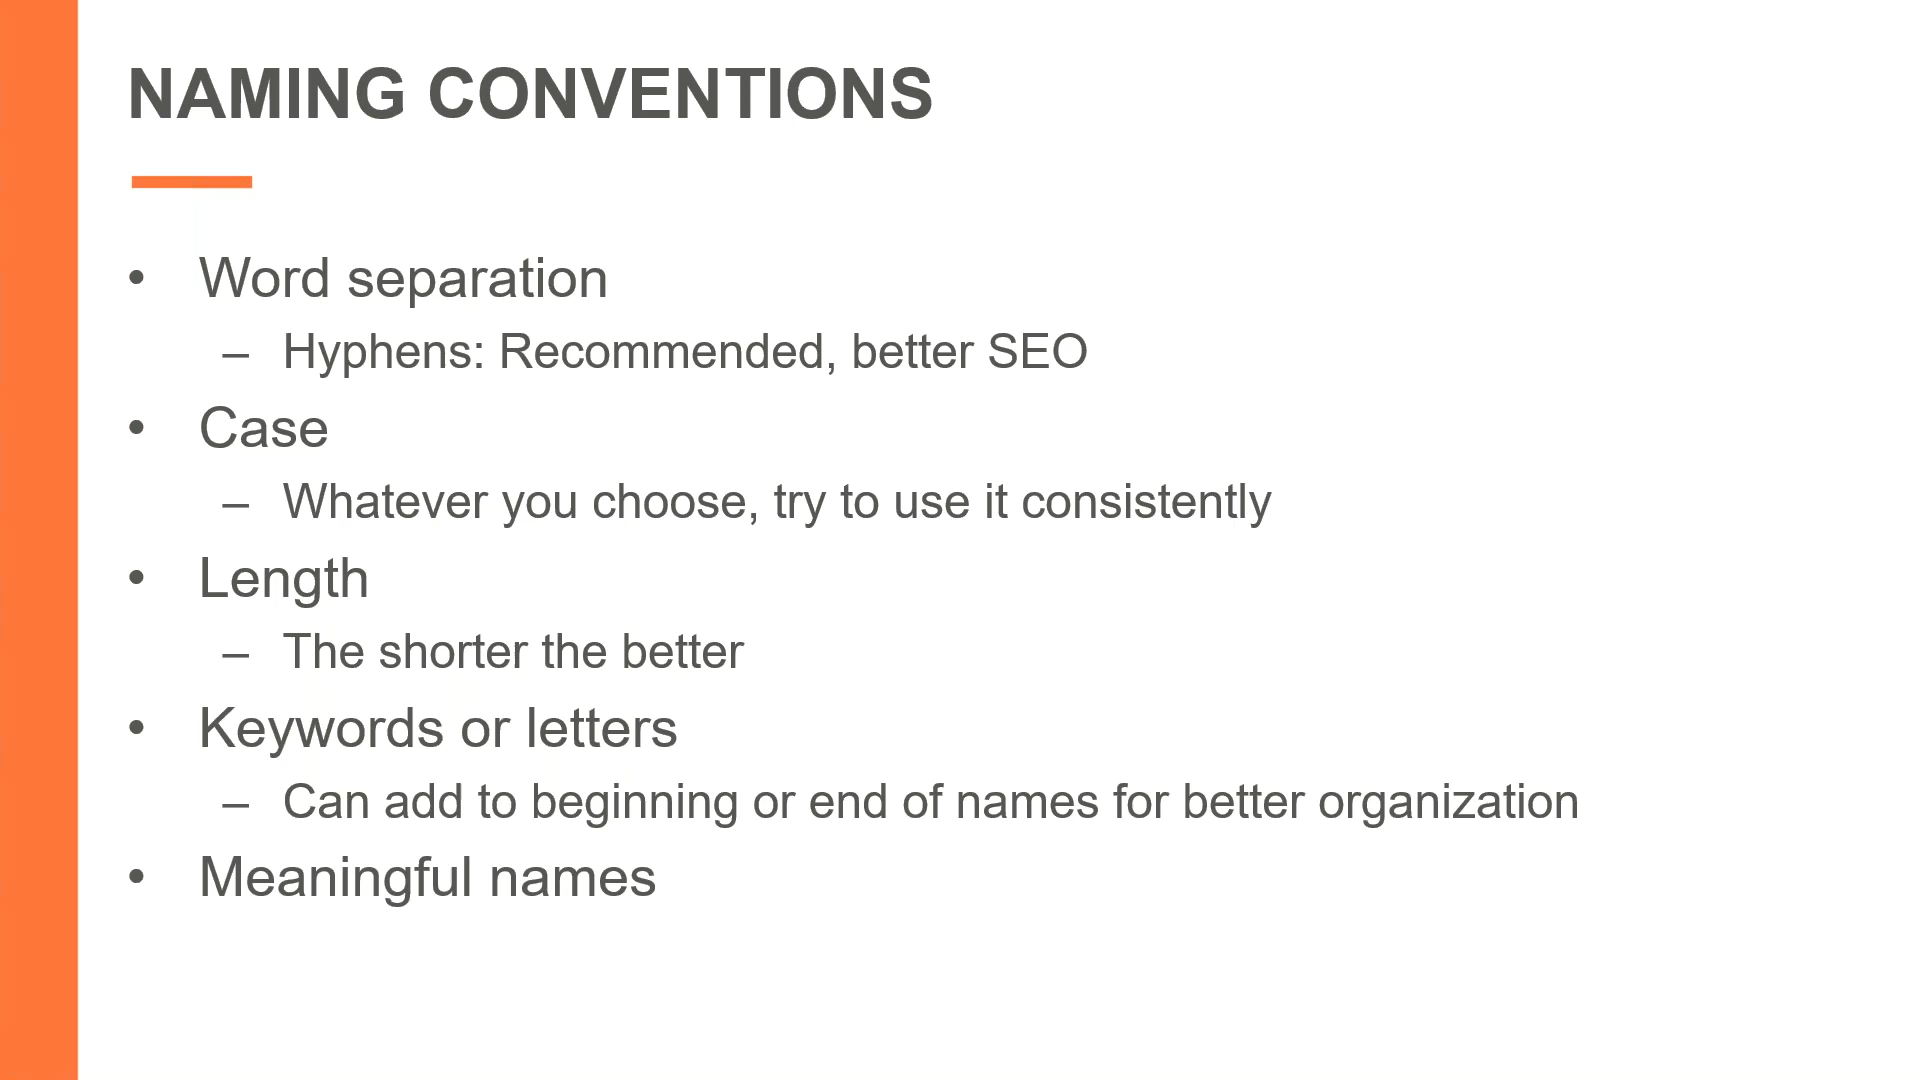 NAMING CONVENTIONS
• Word separation
– Hyphens: Recommended, better SEO
• Case
– Whatever you choose, try to use it consistently
• Length
– The shorter the better
• Keywords or letters
– Can add to beginning or end of names for better organization
• Meaningful names